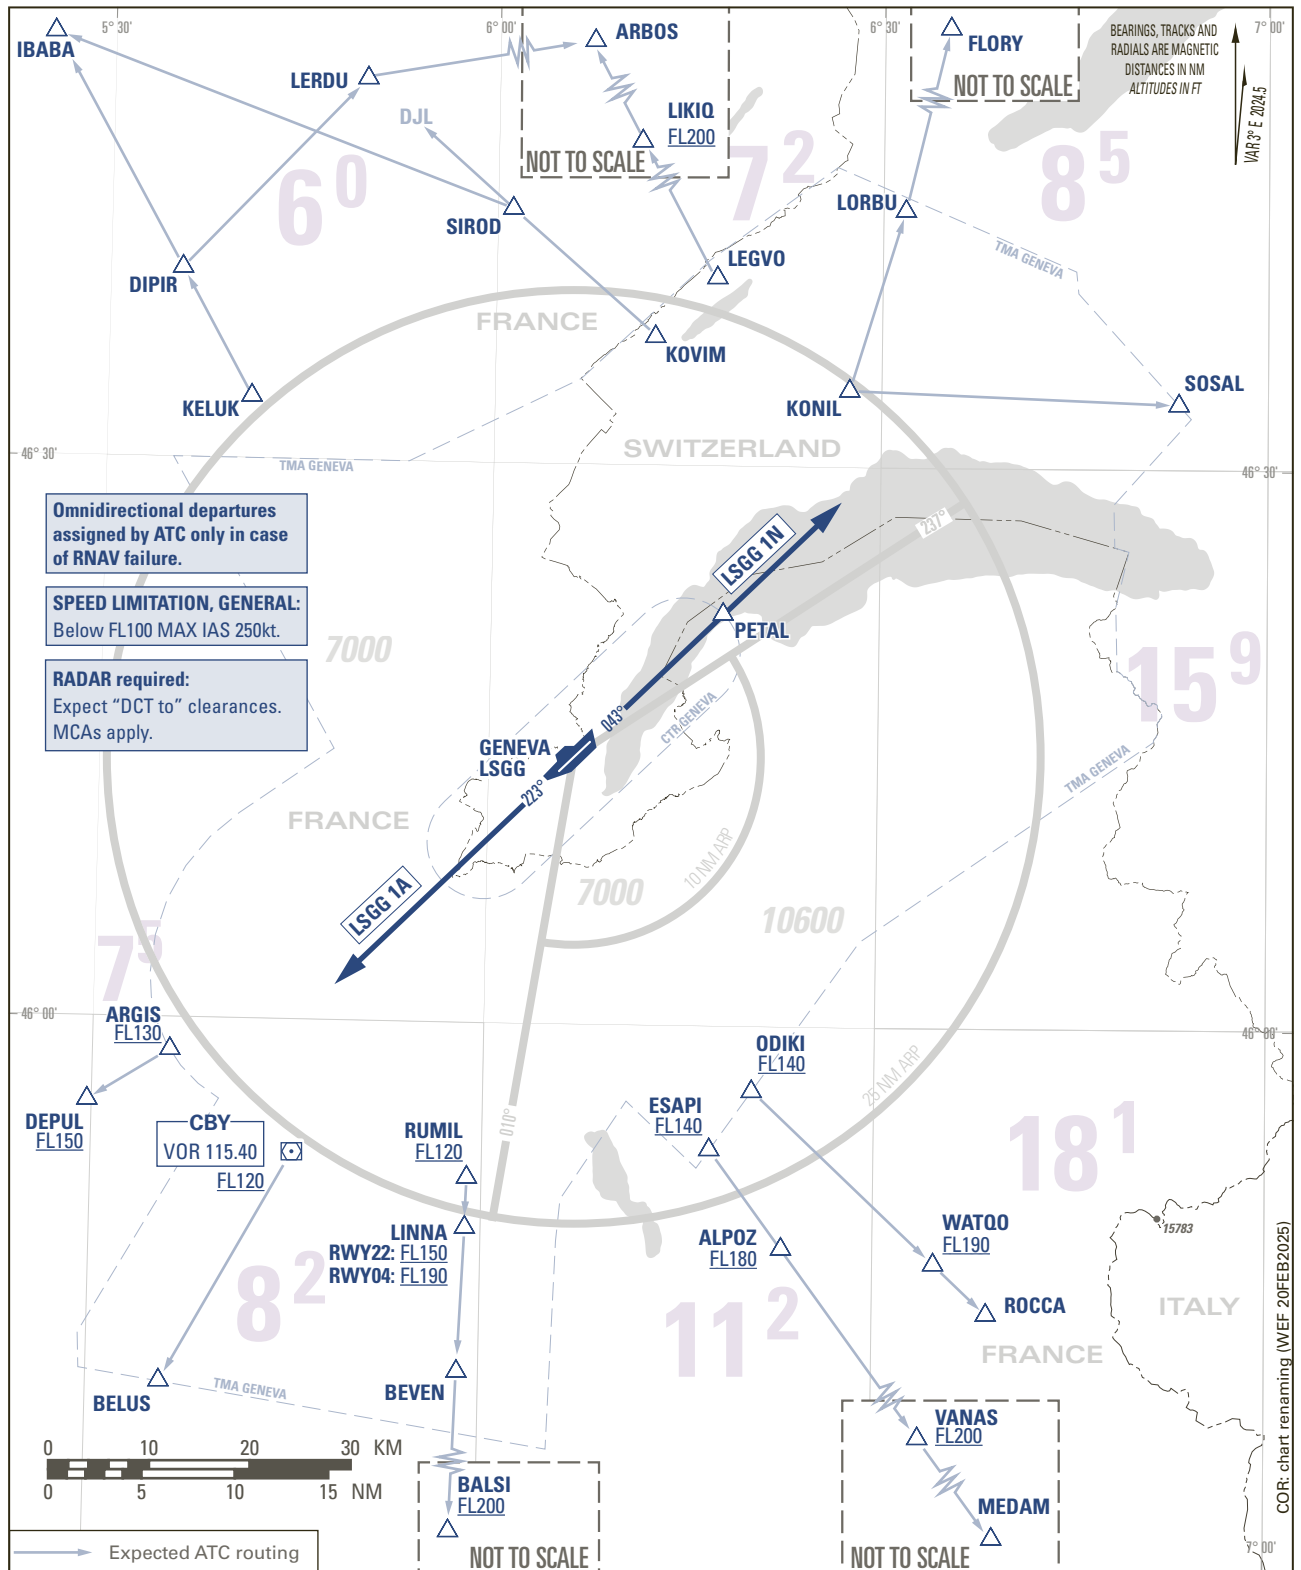 5° 30'
6° 00'
6° 30'
7° 00'
IBABA
ARBOS
FLORY
BEARINGS, TRACKS AND
RADIALS ARE MAGNETIC
DISTANCES IN NM
ALTITUDES IN FT
VAR 3° E 2024.5
LERDU
NOT TO SCALE
DJL
LIKIQ
FL200
NOT TO SCALE
6 0
7 2
8 5
SIROD
LORBU
TMA GENEVA
DIPIR
LEGVO
FRANCE
KOVIM
KELUK
KONIL
SOSAL
SWITZERLAND
46° 30'
TMA GENEVA
46° 30'
Omnidirectional departures
assigned by ATC only in case
of RNAV failure.
237°
LSGG 1N
SPEED LIMITATION, GENERAL:
Below FL100 MAX IAS 250kt.
PETAL
7000
RADAR required:
Expect “DCT to” clearances.
MCAs apply.
15 9
043°
CTR GENEVA
GENEVA
LSGG
223°
TMA GENEVA
FRANCE
10 NM ARP
7000
LSGG 1A
10600
7 5
46° 00'
ARGIS
FL130
46° 00'
ODIKI
FL140
25 NM ARP
DEPUL
FL150
CBY
VOR 115.40
FL120
RUMIL
FL120
010°
ESAPI
FL140
18 1
LINNA
RWY22: FL150
RWY04: FL190
ALPOZ
FL180
WATQO
FL190
15783
8 2
11 2
ROCCA
ITALY
FRANCE
BELUS
TMA GENEVA
BEVEN
VANAS
FL200
0 10 20 30 KM
0 5 10 15 NM
BALSI
FL200
MEDAM
NOT TO SCALE
NOT TO SCALE
Expected ATC routing
7° 00'
COR: chart renaming (WEF 20FEB2025)